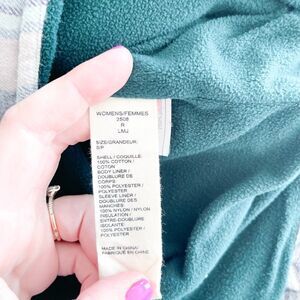 WOMENS/FEMMES
2508
R
LMJ
SIZE/GRANDEUR:
S/P
SHELL / COQUILLE:
100% COTTON /
COTON
BODY LINER /
DOUBLURE DE
CORPS:
100% POLYESTER /
POLYESTER
SLEEVE LINER /
DOUBLURE DES
MANCHES:
100% NYLON / NYLON
INSULATION /
ENTRE-DOUBLURE
ISOLANTE:
100% POLYESTER /
POLYESTER
MADE IN CHINA/
FABRIQUÉ EN CHINE